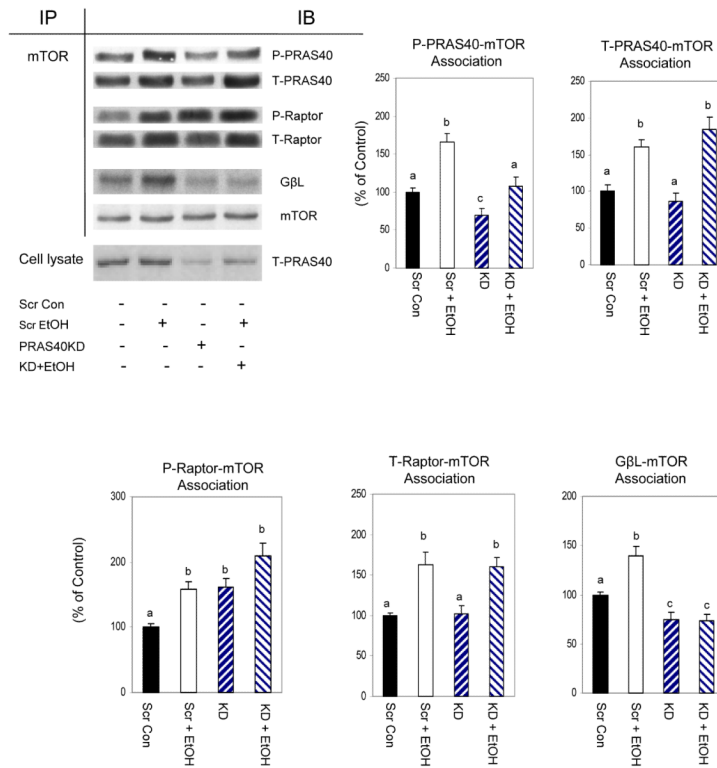 IP IB
mTOR
P-PRAS40
T-PRAS40
P-Raptor
T-Raptor
GβL
mTOR
Cell lysate T-PRAS40
Scr Con - - - -
Scr EtOH - + - +
PRAS40KD - - + -
KD+EtOH - - - +
P-PRAS40-mTOR
Association
(% of Control)
250
200
150
100
50
0
a
b
c
a
Scr Con
Scr + EtOH
KD
KD + EtOH
T-PRAS40-mTOR
Association
250
200
150
100
50
0
a
b
a
b
Scr Con
Scr + EtOH
KD
KD + EtOH
P-Raptor-mTOR
Association
(% of Control)
300
200
100
0
a
b
b
b
Scr Con
Scr + EtOH
KD
KD + EtOH
T-Raptor-mTOR
Association
250
200
150
100
50
0
a
b
a
b
Scr Con
Scr + EtOH
KD
KD + EtOH
GβL-mTOR
Association
200
150
100
50
0
a
b
c
c
Scr Con
Scr + EtOH
KD
KD + EtOH